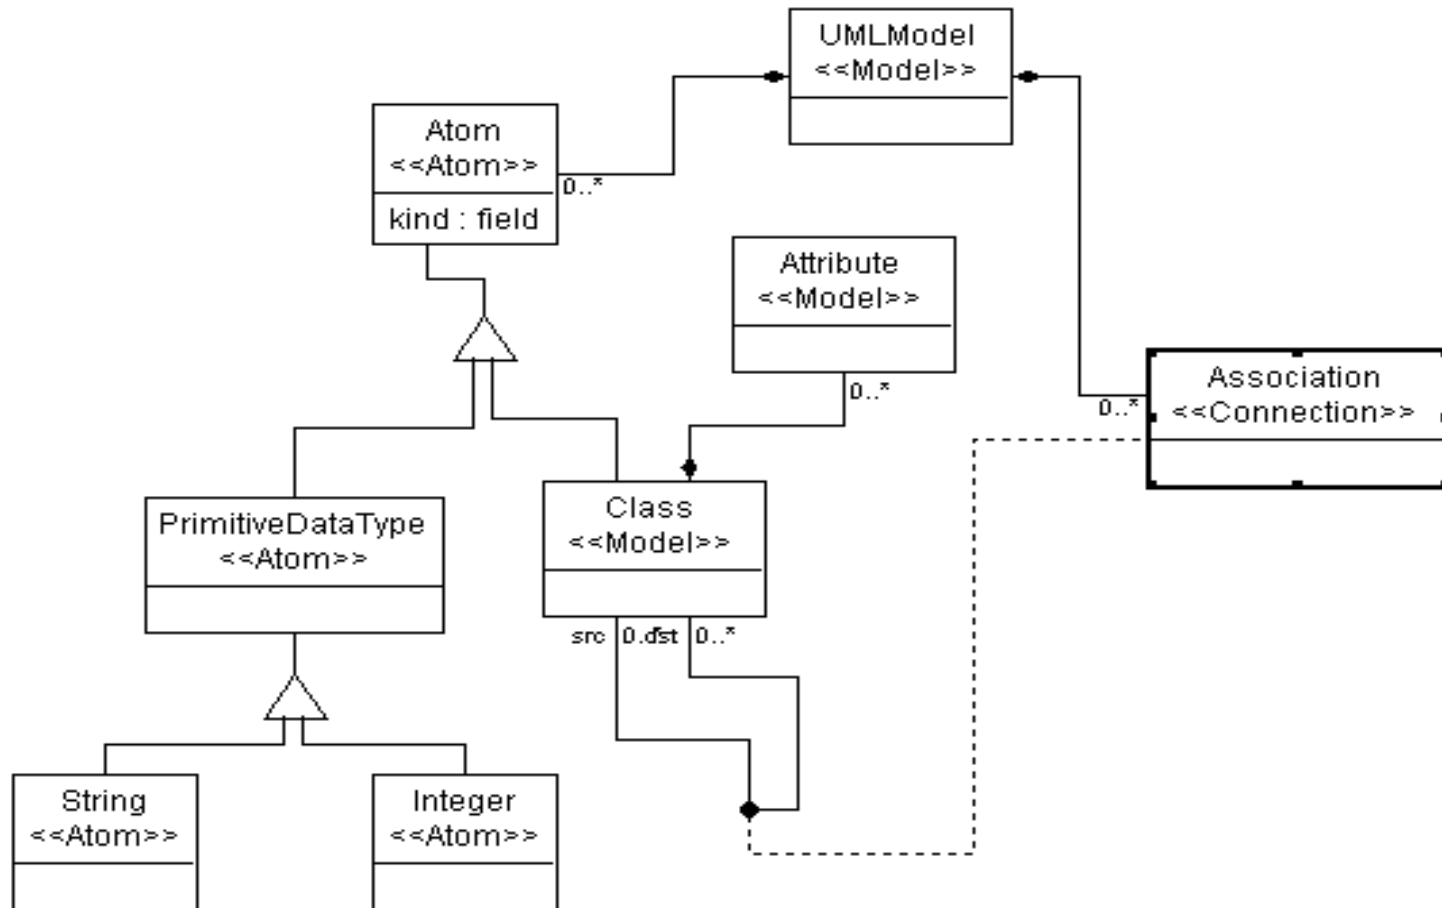 UMLModel
<<Model>>
Atom
<<Atom>>
kind : field
0..*
Attribute
<<Model>>
0..*
Association
<<Connection>>
0..*
PrimitiveDataType
<<Atom>>
Class
<<Model>>
src 0. dst 0..*
String
<<Atom>>
Integer
<<Atom>>